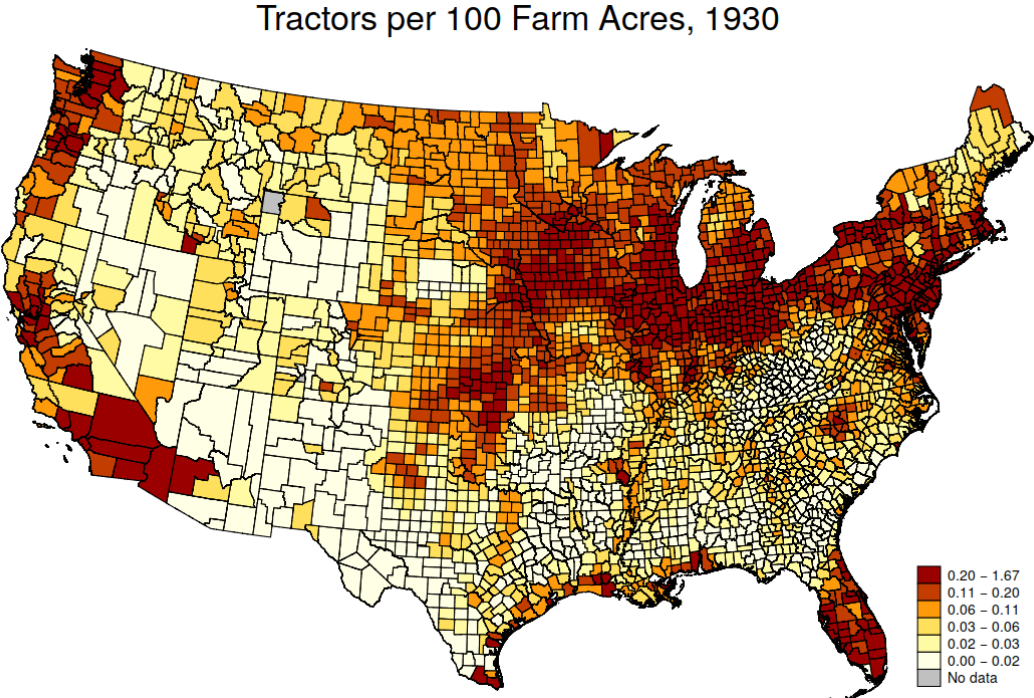 Tractors per 100 Farm Acres, 1930
0.20 − 1.67
0.11 − 0.20
0.06 − 0.11
0.03 − 0.06
0.02 − 0.03
0.00 − 0.02
No data